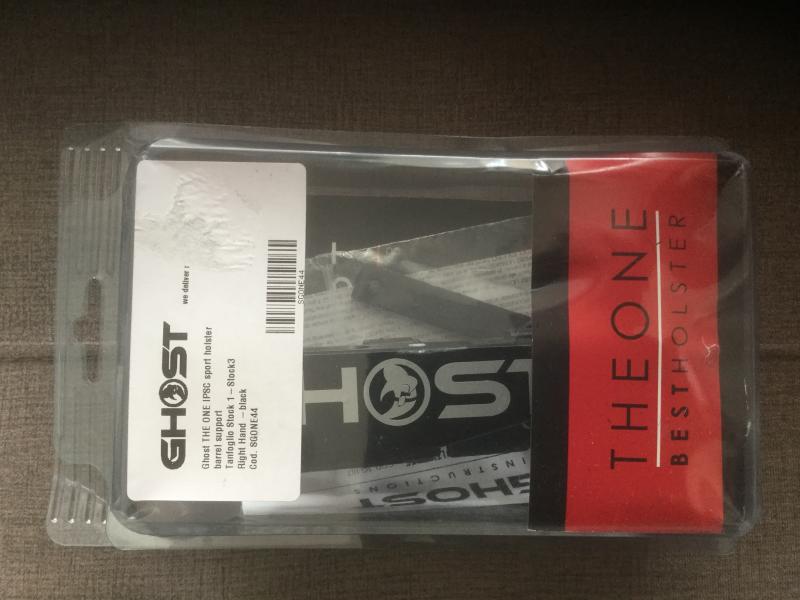 we deliver :
GHOST
Ghost THE ONE IPSC sport holster
barrel support
Tanfoglio Stock 1 – Stock3
Right Hand – black
Cod. SGONE44
SGONE44
HOST
INSTRUCTIONS
GHOST
THEONE
BESTHOLSTER